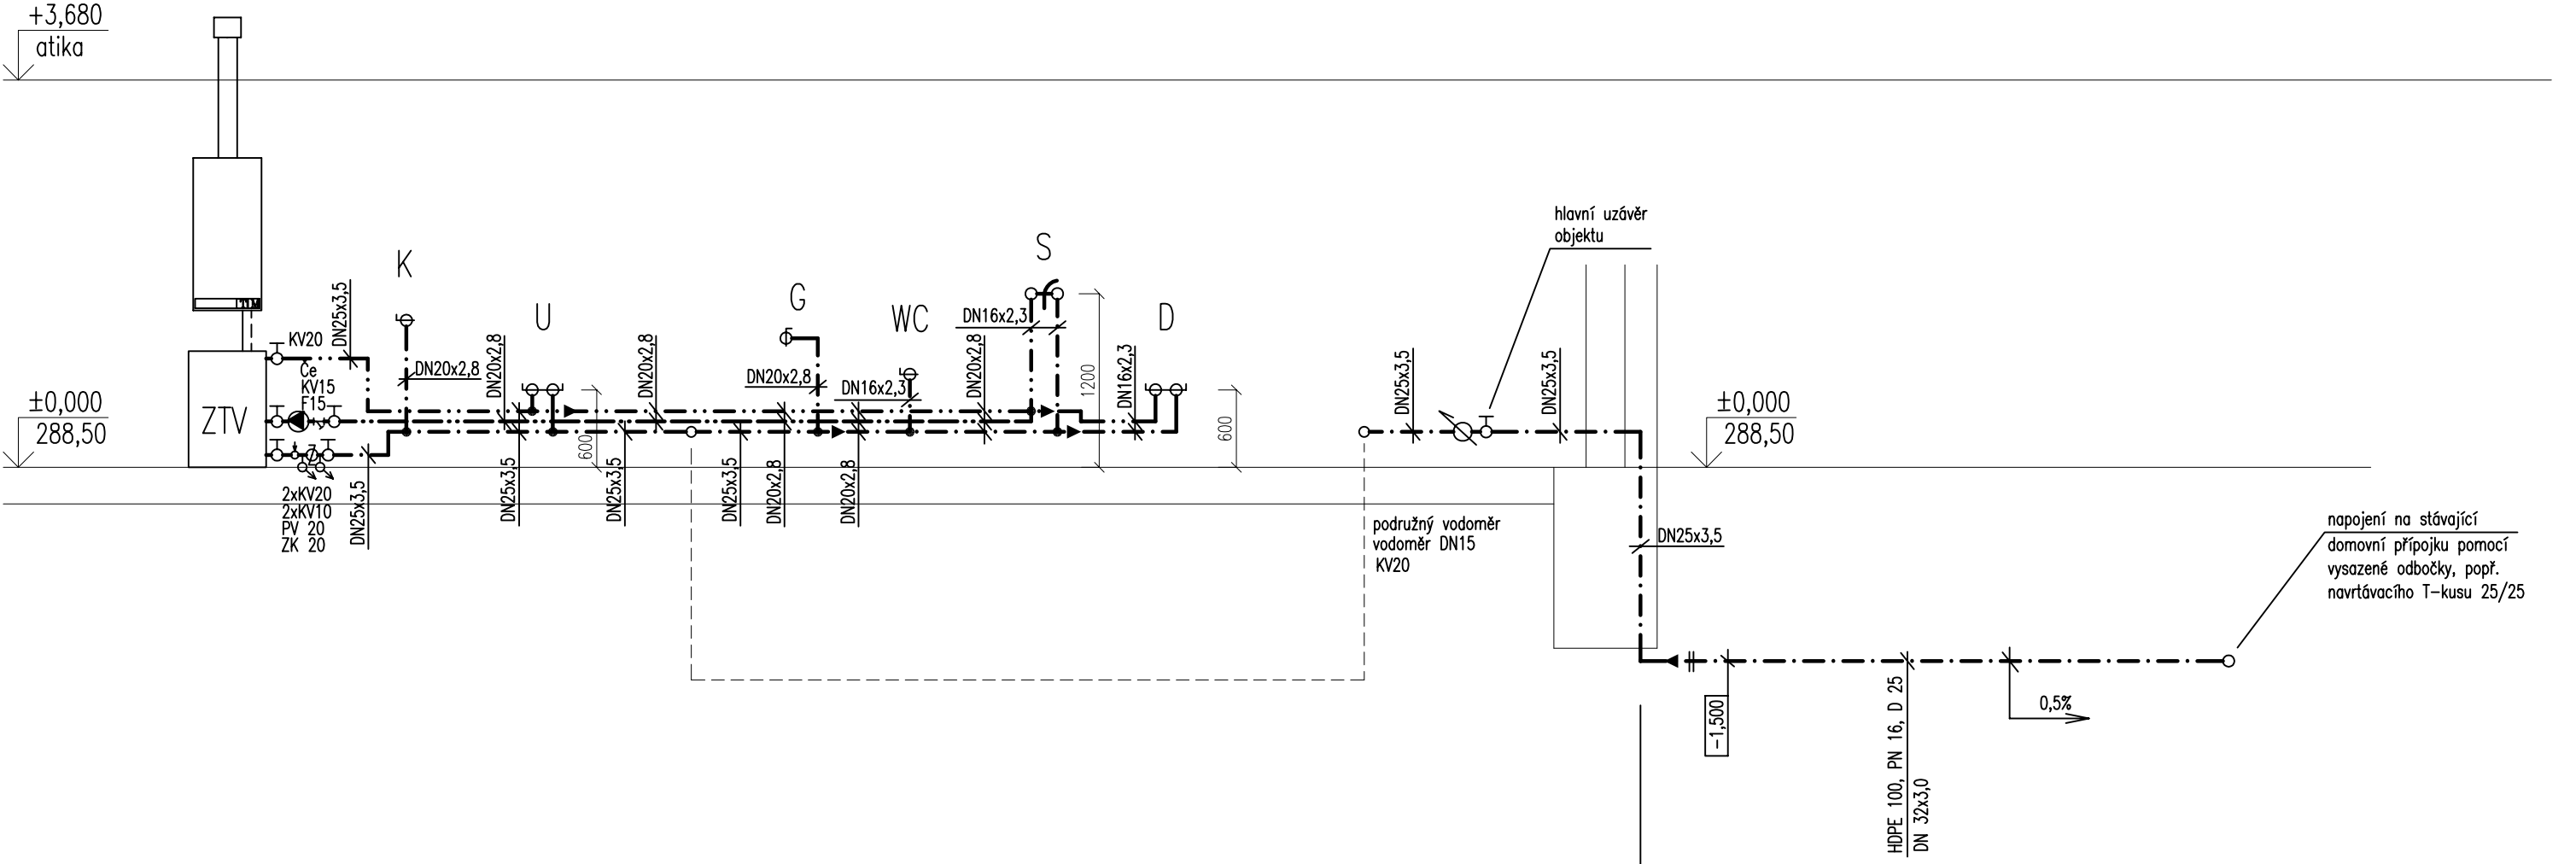 +3,680
atika
TIM
KV20
DN25x3,5
Če
KV15
F15
ZTV
±0,000
288,50
2xKV20
2xKV10
PV 20
ZK 20
DN25x3,5
K
DN20x2,8
U
DN20x2,8
DN25x3,5
600
DN20x2,8
DN25x3,5
G
DN20x2,8
DN25x3,5
DN20x2,8
WC
DN16x2,3
DN20x2,8
S
DN16x2,3
DN20x2,8
1200
D
DN16x2,3
600
DN25x3,5
hlavní uzávěr
objektu
DN25x3,5
podružný vodoměr
vodoměr DN15
KV20
±0,000
288,50
DN25x3,5
napojení na stávající
domovní přípojku pomocí
vysazené odbočky, popř.
navrtávacího T-kusu 25/25
-1,500
HDPE 100, PN 16, D 25
DN 32x3,0
0,5%